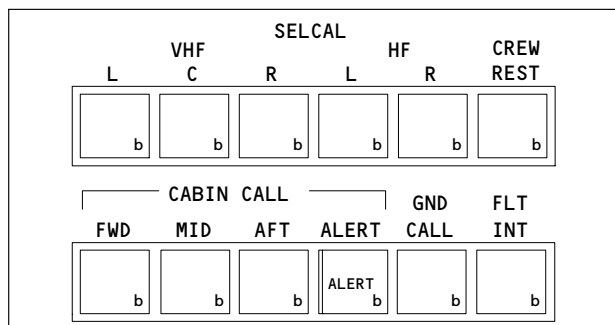 SELCAL
VHF HF CREW
L C R L R REST
b b b b b b
CABIN CALL GND FLT
FWD MID AFT ALERT CALL INT
ALERT
b b b b b b